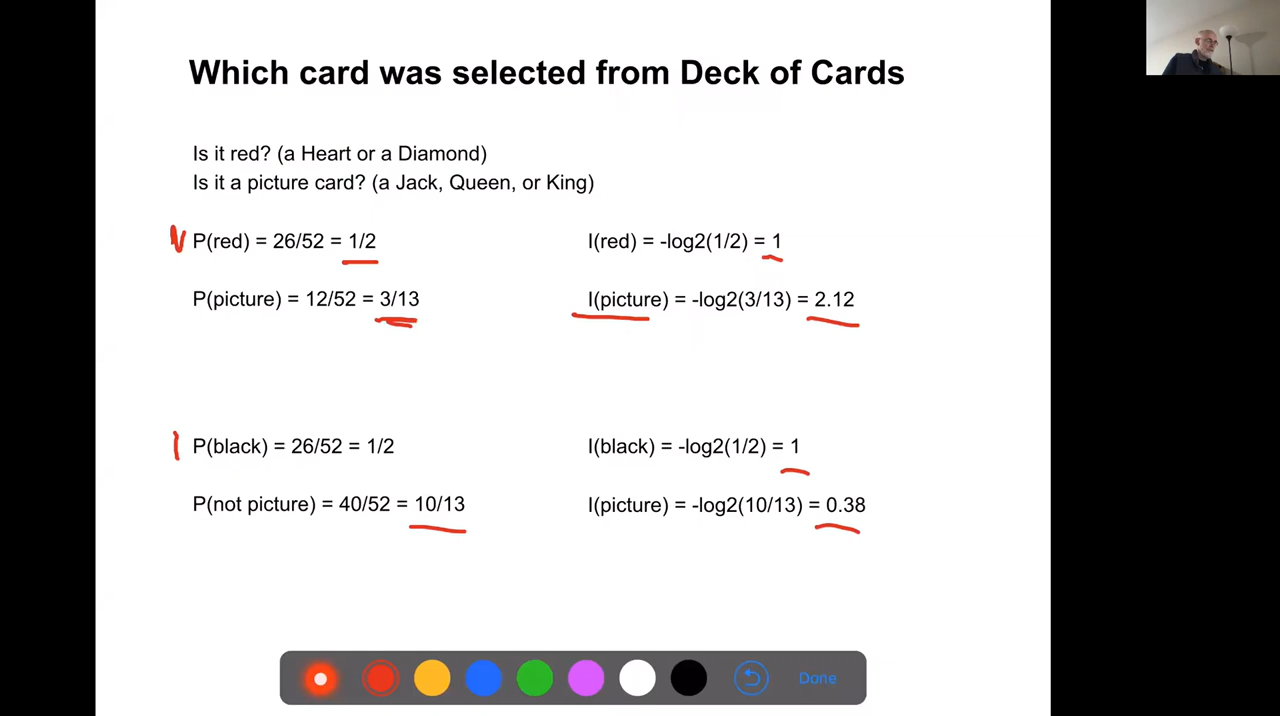 Which card was selected from Deck of Cards
Is it red? (a Heart or a Diamond)
Is it a picture card? (a Jack, Queen, or King)
P(red) = 26/52 = 1/2
I(red) = -log2(1/2) = 1
P(picture) = 12/52 = 3/13
I(picture) = -log2(3/13) = 2.12
P(black) = 26/52 = 1/2
I(black) = -log2(1/2) = 1
P(not picture) = 40/52 = 10/13
I(picture) = -log2(10/13) = 0.38
Done